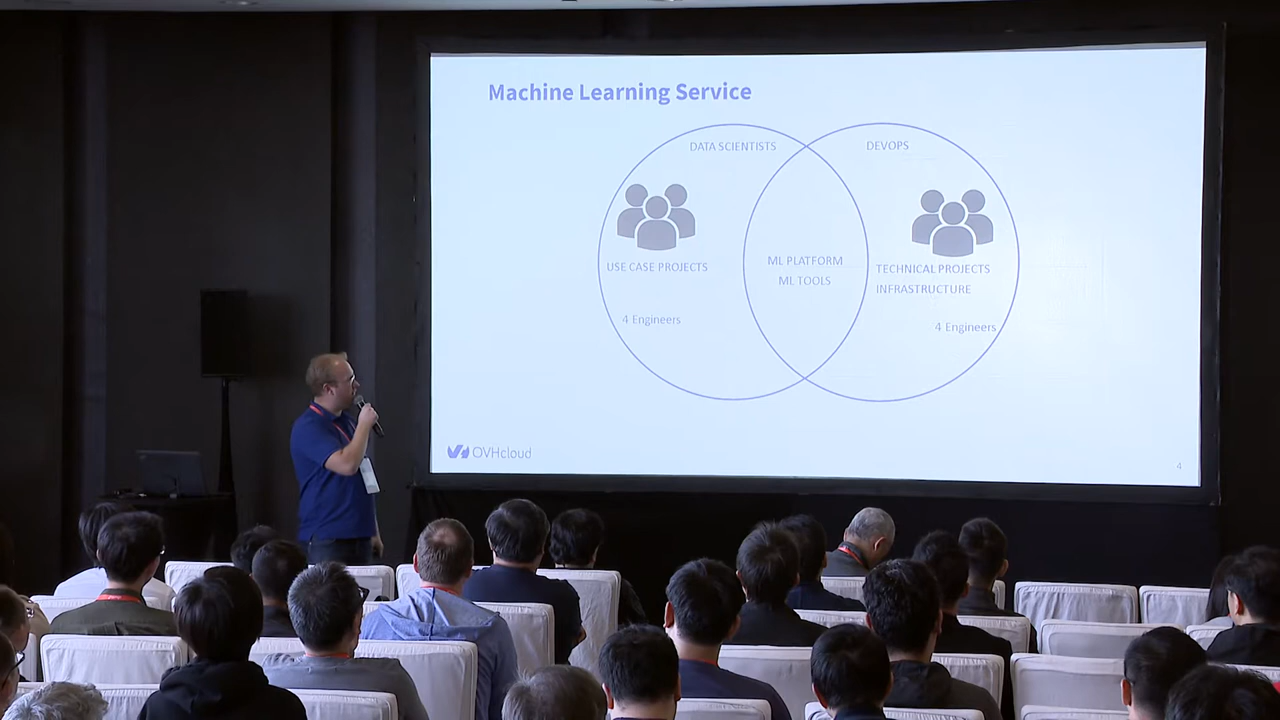 Machine Learning Service
DATA SCIENTISTS
DEVOPS
USE CASE PROJECTS
ML PLATFORM
ML TOOLS
TECHNICAL PROJECTS
INFRASTRUCTURE
4 Engineers
4 Engineers
OVHcloud
4